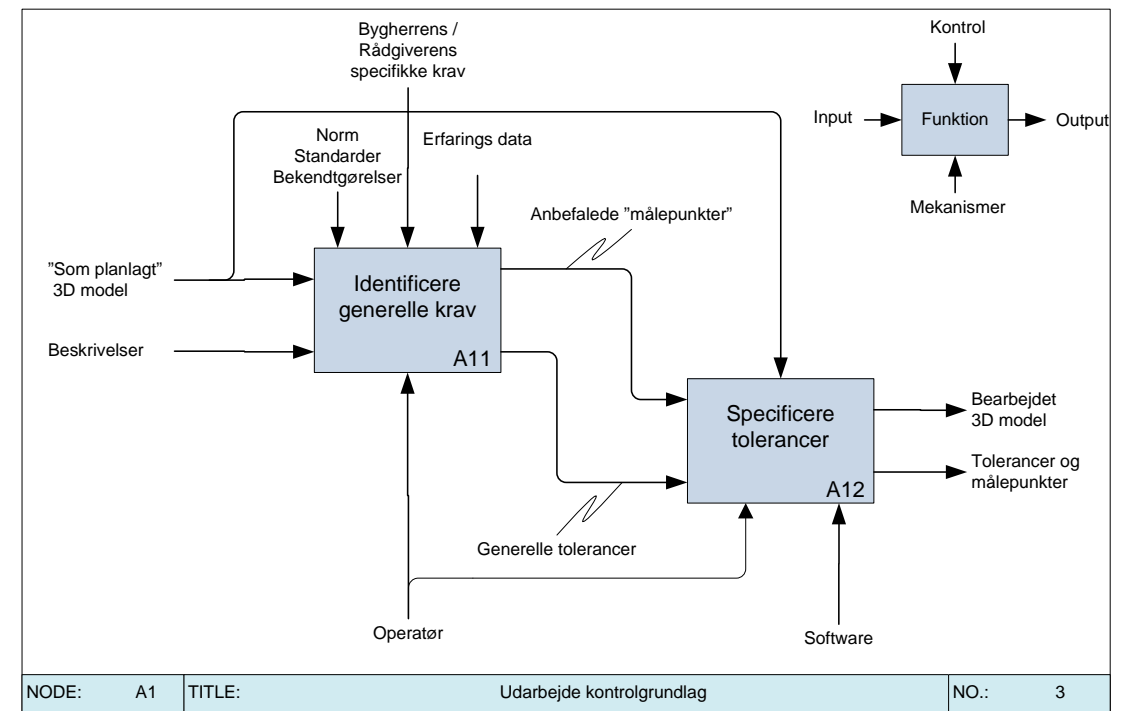 Bygherrens /
Rådgiverens
specifikke krav
Kontrol
Input
Funktion
Output
Mekanismer
Norm
Standarder
Bekendtgørelser
Erfarings data
Anbefalede ”målepunkter”
”Som planlagt”
3D model
Identificere
generelle krav
A11
Beskrivelser
Specificere
tolerancer
A12
Bearbejdet
3D model
Tolerancer og
målepunkter
Generelle tolerancer
Operatør
Software
NODE: A1 TITLE: Udarbejde kontrolgrundlag NO.: 3